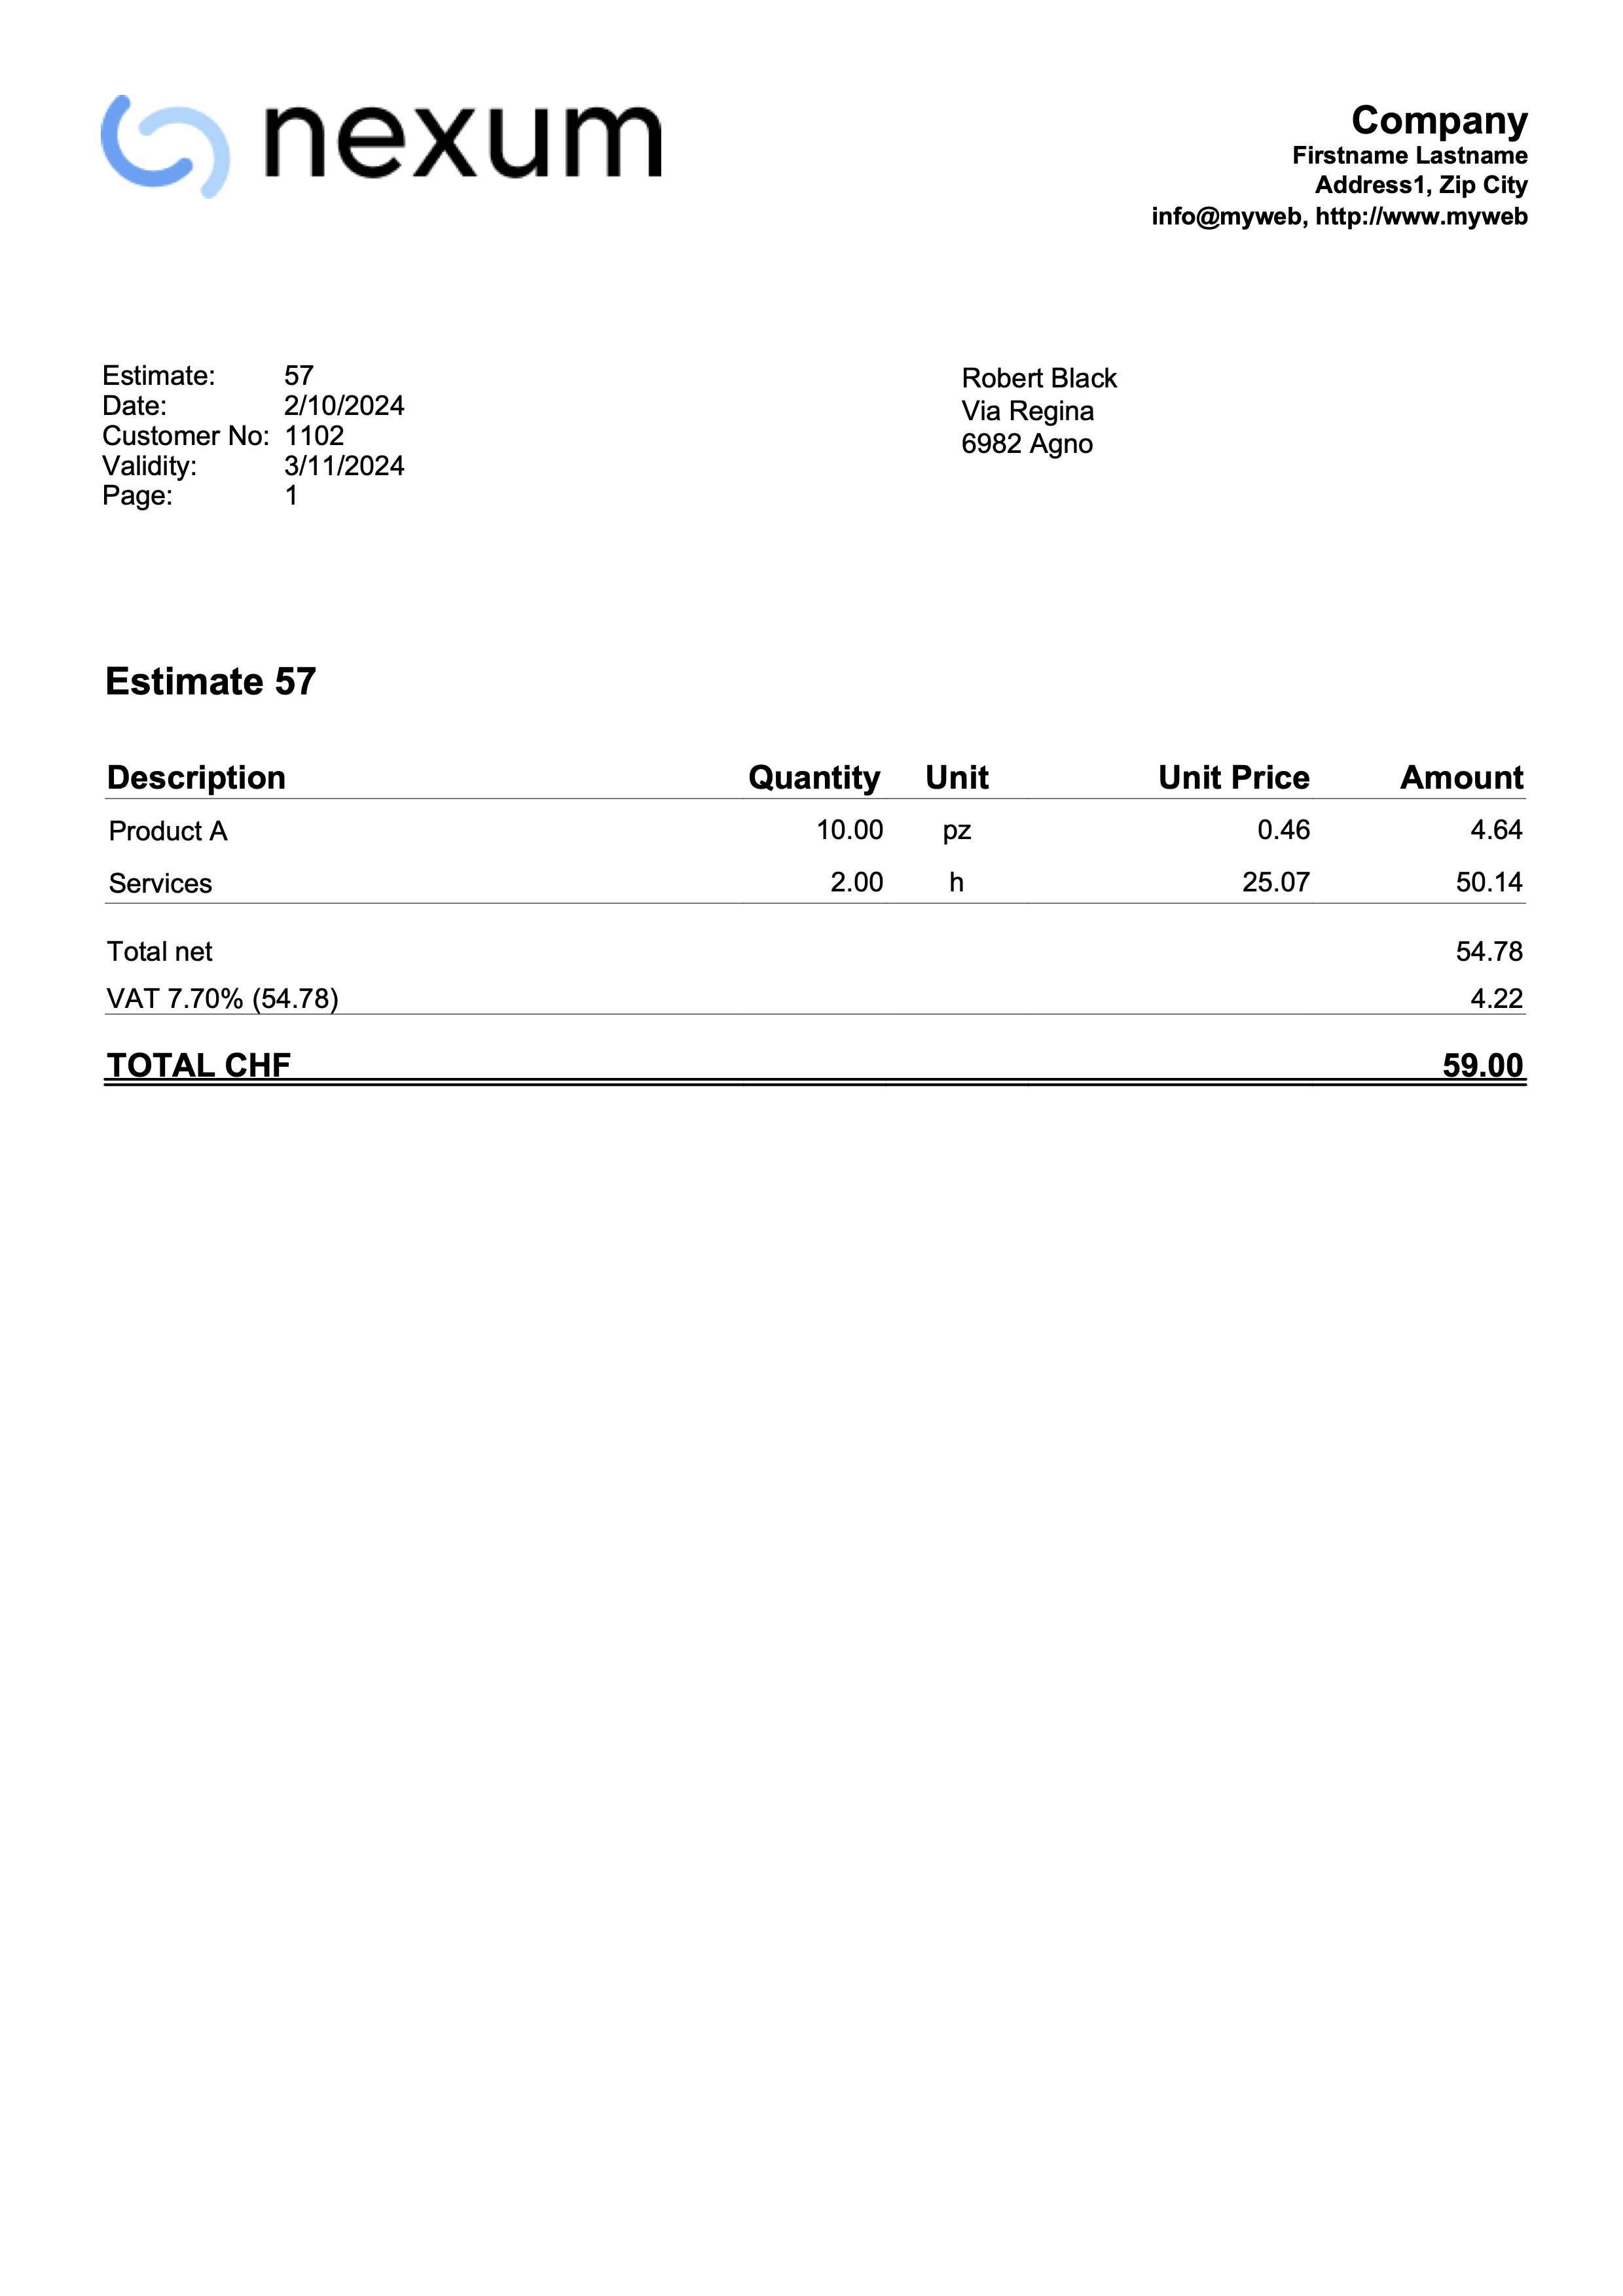 nexum
Company
Firstname Lastname
Address1, Zip City
info@myweb, http://www.myweb
Estimate: 57
Date: 2/10/2024
Customer No: 1102
Validity: 3/11/2024
Page: 1
Robert Black
Via Regina
6982 Agno
Estimate 57
Description Quantity Unit Unit Price Amount
Product A 10.00 pz 0.46 4.64
Services 2.00 h 25.07 50.14
Total net 54.78
VAT 7.70% (54.78) 4.22
TOTAL CHF 59.00